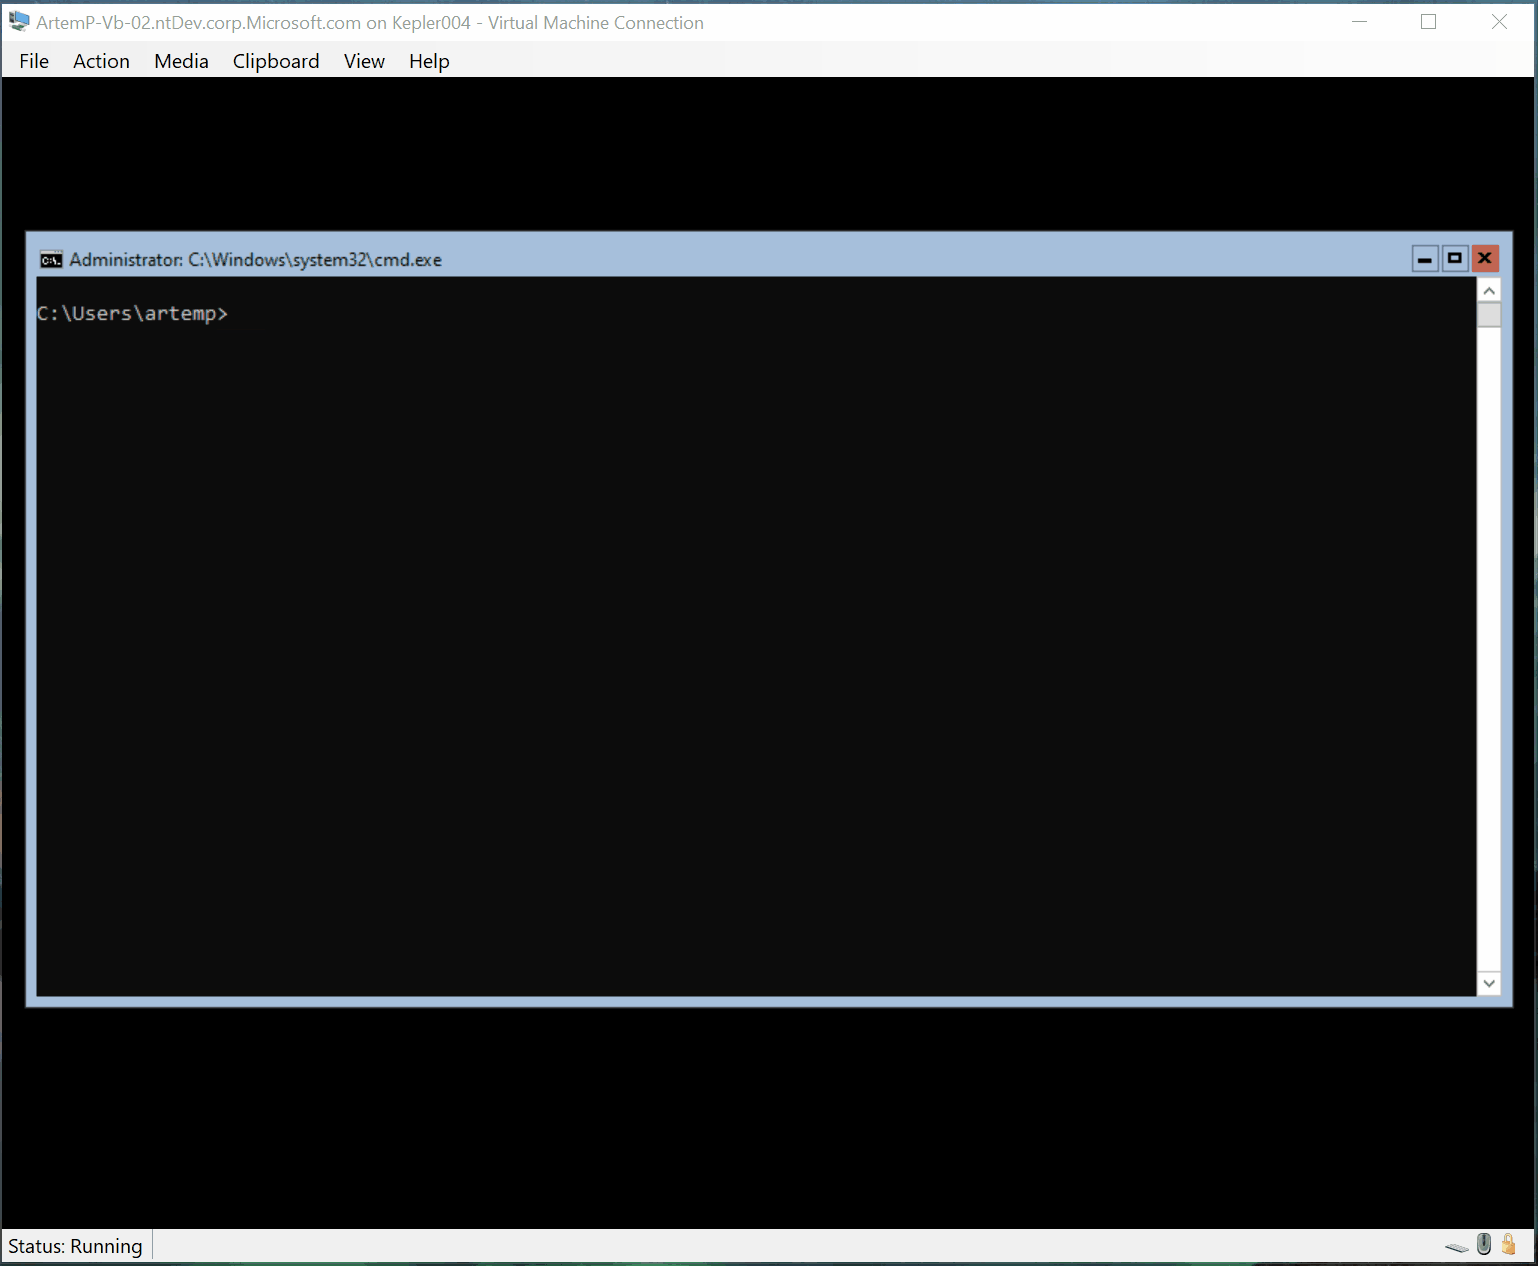 ArtemP-Vb-02.ntDev.corp.Microsoft.com on Kepler004 - Virtual Machine Connection
File Action Media Clipboard View Help
Administrator: C:\Windows\system32\cmd.exe
C:\Users\artemp>
Status: Running